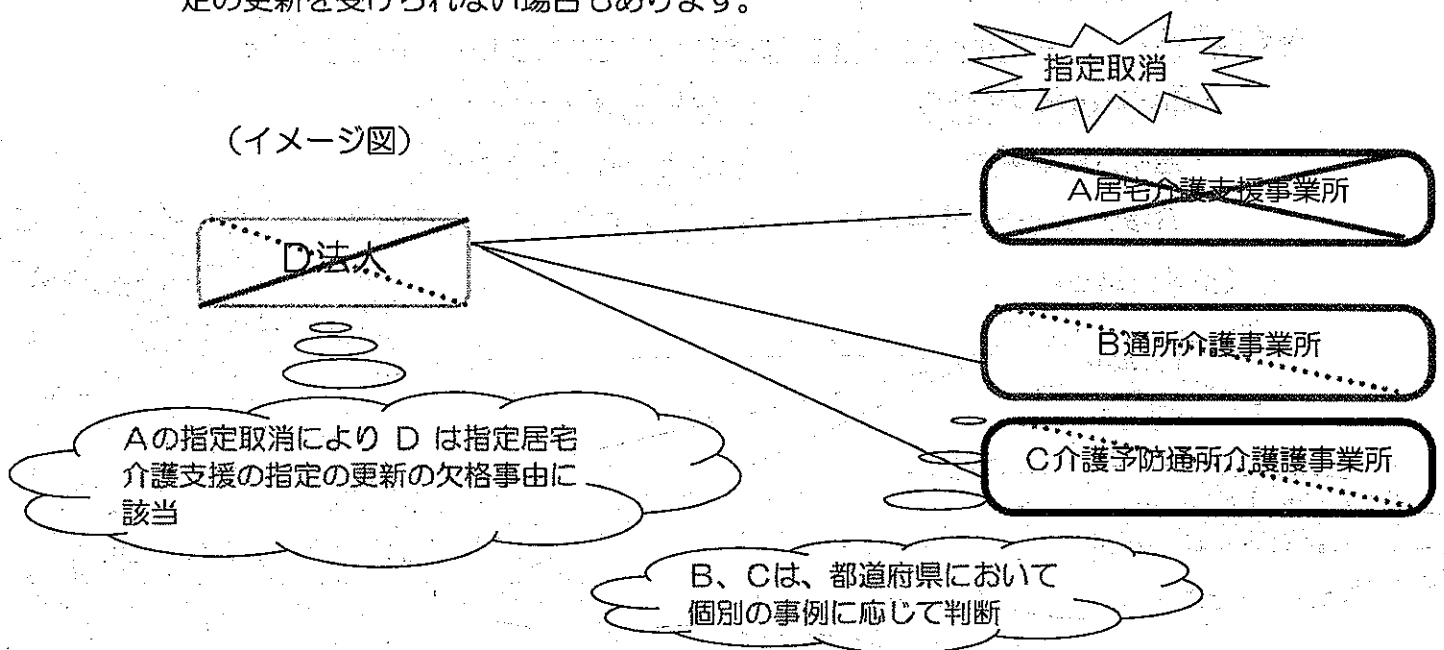 定の更新を受けられない場合もあります。
指定取消
（イメージ図）
A居宅介護支援事業所
D法人
B通所介護事業所
C介護予防通所介護護事業所
Aの指定取消により D は指定居宅
介護支援の指定の更新の欠格事由に
該当
B、Cは、都道府県において
個別の事例に応じて判断